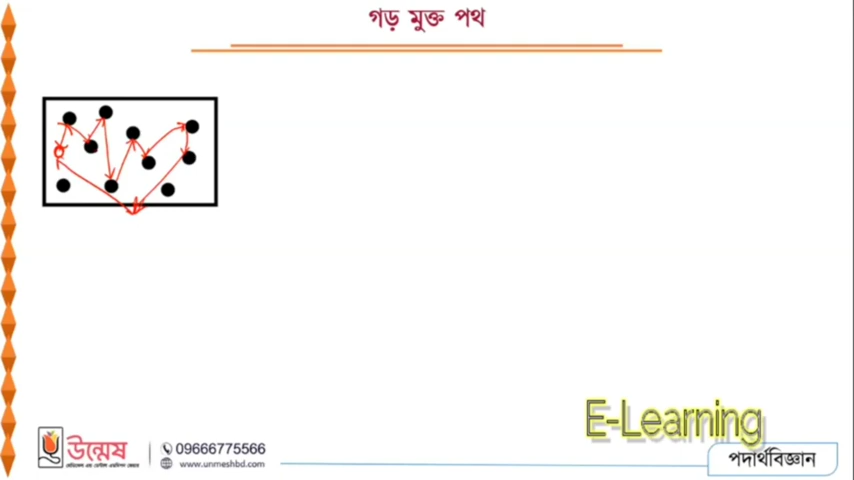 গড় মুক্ত পথ
E-Learning
উন্মেষ
09666775566
www.unmeshbd.com
পদার্থবিজ্ঞান